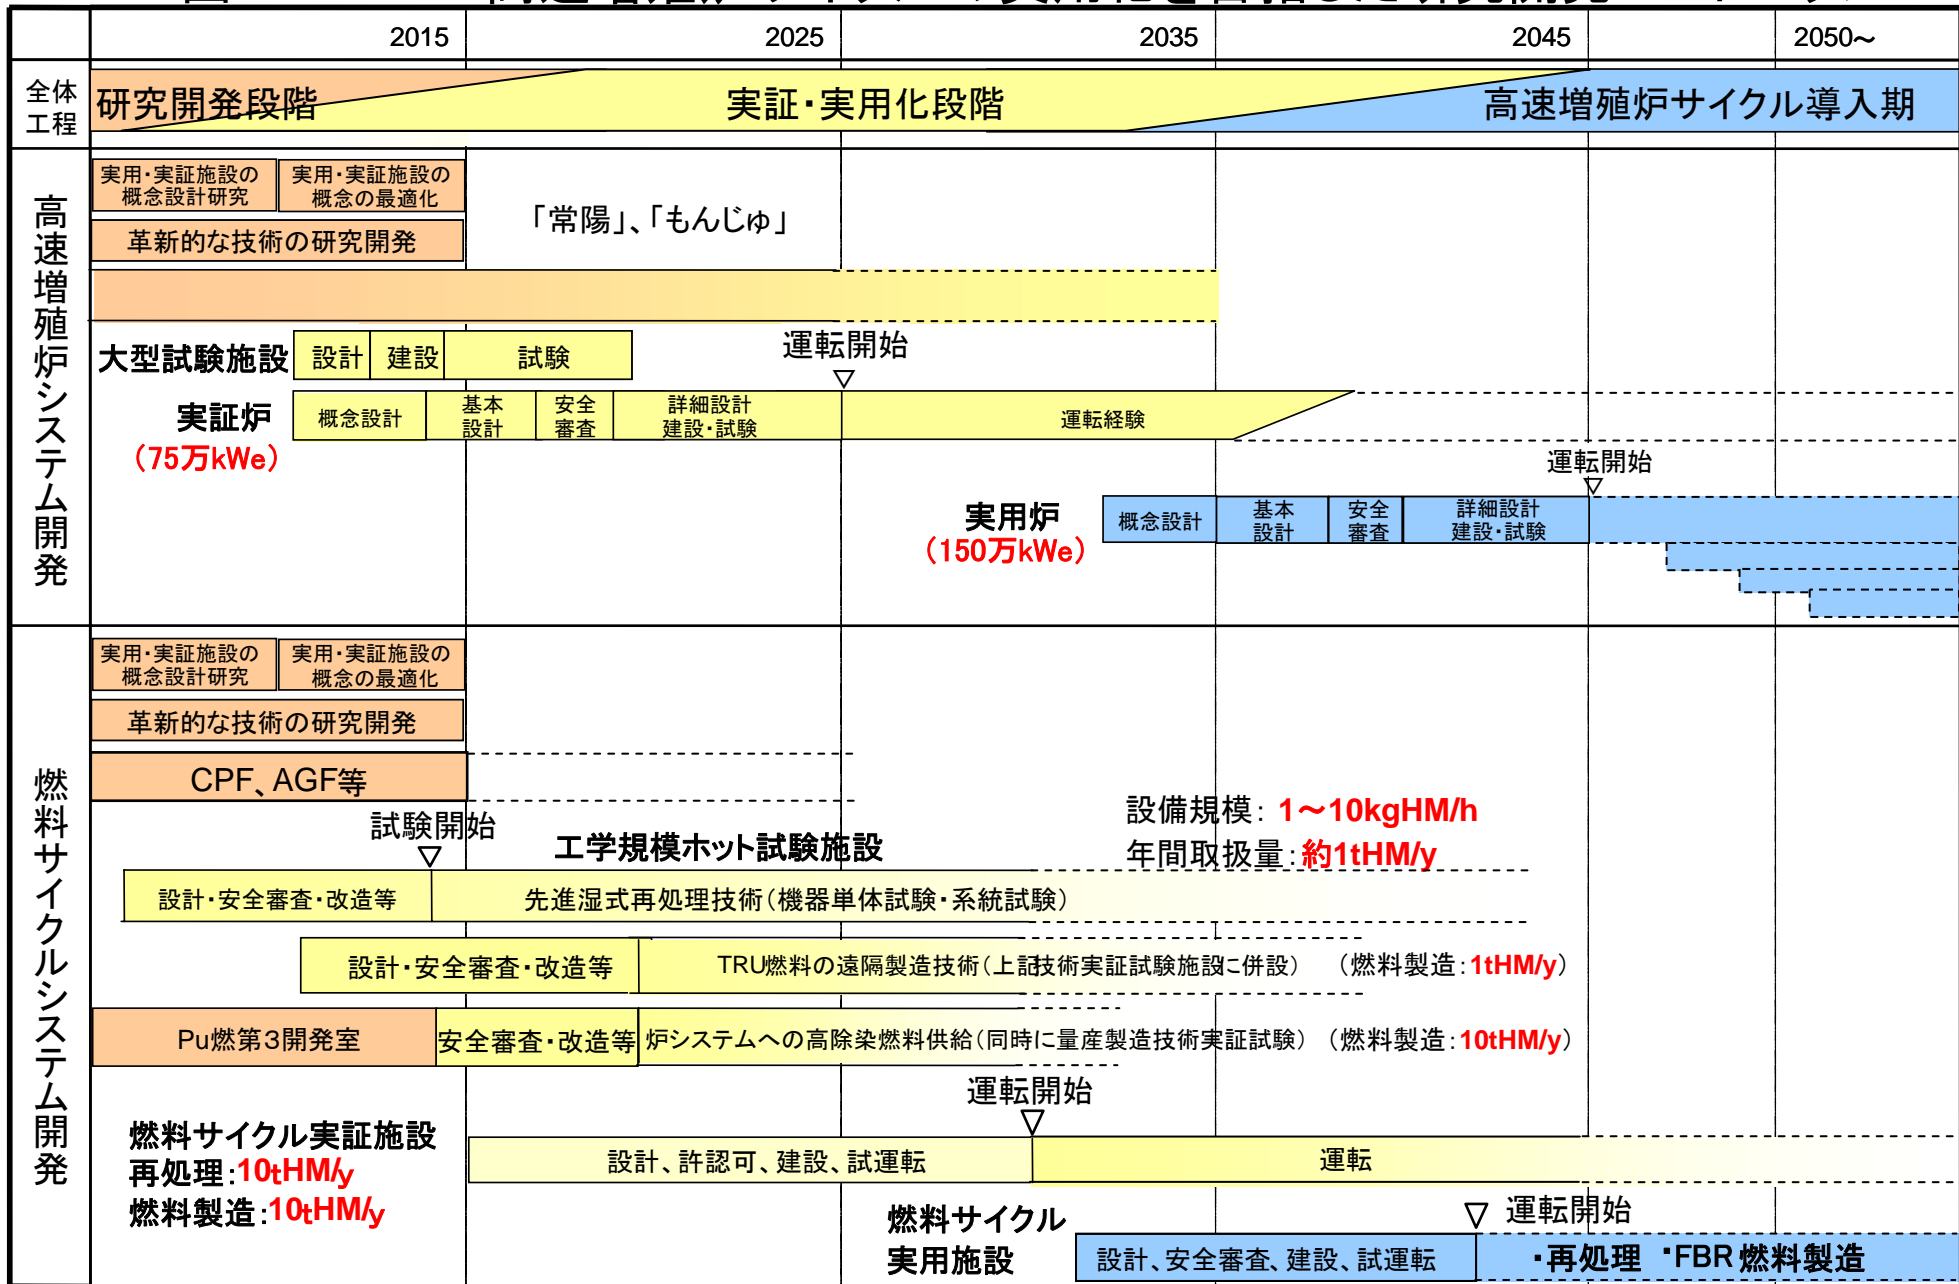 2015
2025
2035
2045
2050～
全体
工程
研究開発段階
実証・実用化段階
高速増殖炉サイクル導入期
高速増殖炉システム開発
実用・実証施設の
概念設計研究
実用・実証施設の
概念の最適化
革新的な技術の研究開発
「常陽」、「もんじゅ」
大型試験施設
設計
建設
試験
運転開始
実証炉
（75万kWe）
概念設計
基本
設計
安全
審査
詳細設計
建設・試験
運転経験
運転開始
実用炉
（150万kWe）
概念設計
基本
設計
安全
審査
詳細設計
建設・試験
燃料サイクルシステム開発
実用・実証施設の
概念設計研究
実用・実証施設の
概念の最適化
革新的な技術の研究開発
CPF、AGF等
試験開始
工学規模ホット試験施設
設備規模：1～10kgHM/h
年間取扱量：約1tHM/y
設計・安全審査・改造等
先進湿式再処理技術（機器単体試験・系統試験）
設計・安全審査・改造等
TRU燃料の遠隔製造技術（上記技術実証試験施設に併設）
（燃料製造：1tHM/y）
Pu燃第３開発室
安全審査・改造等
炉システムへの高除染燃料供給（同時に量産製造技術実証試験）
（燃料製造：10tHM/y）
運転開始
燃料サイクル実証施設
再処理：10tHM/y
燃料製造：10tHM/y
設計、許認可、建設、試運転
運転
運転開始
燃料サイクル
実用施設
設計、安全審査、建設、試運転
・再処理 ・FBR燃料製造